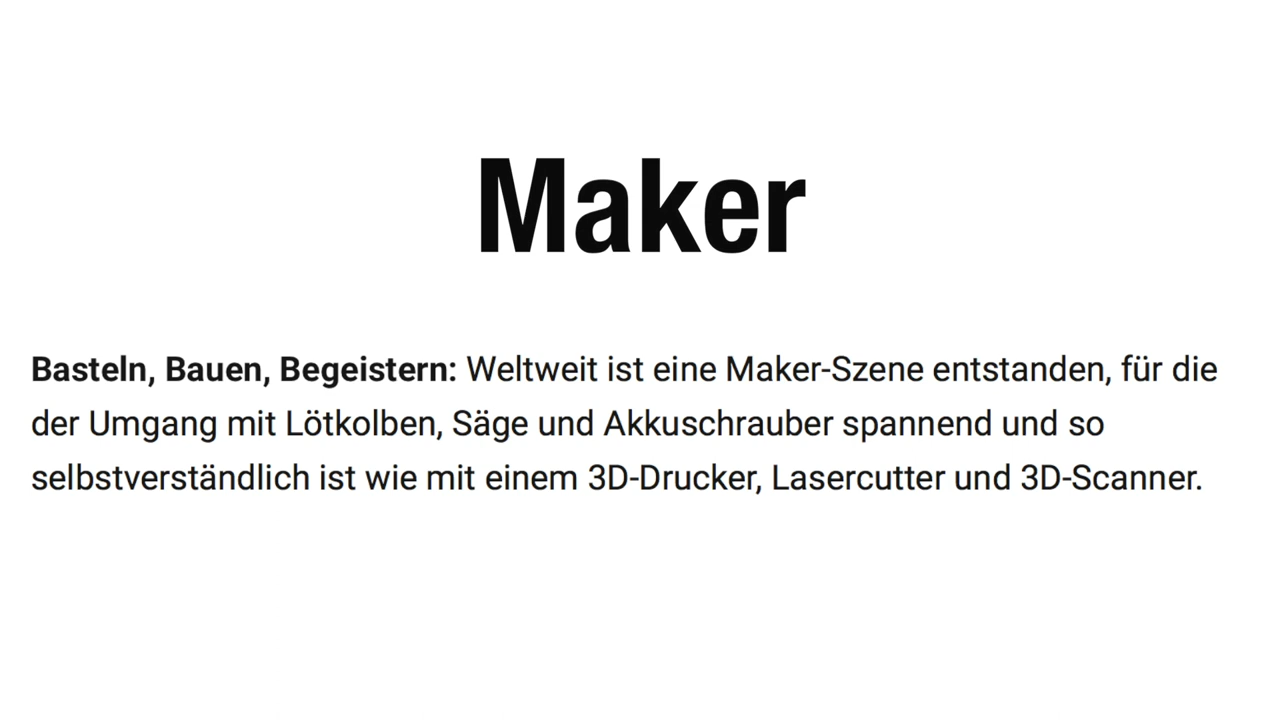 Maker
Basteln, Bauen, Begeistern: Weltweit ist eine Maker-Szene entstanden, für die
der Umgang mit Lötkolben, Säge und Akkuschrauber spannend und so
selbstverständlich ist wie mit einem 3D-Drucker, Lasercutter und 3D-Scanner.